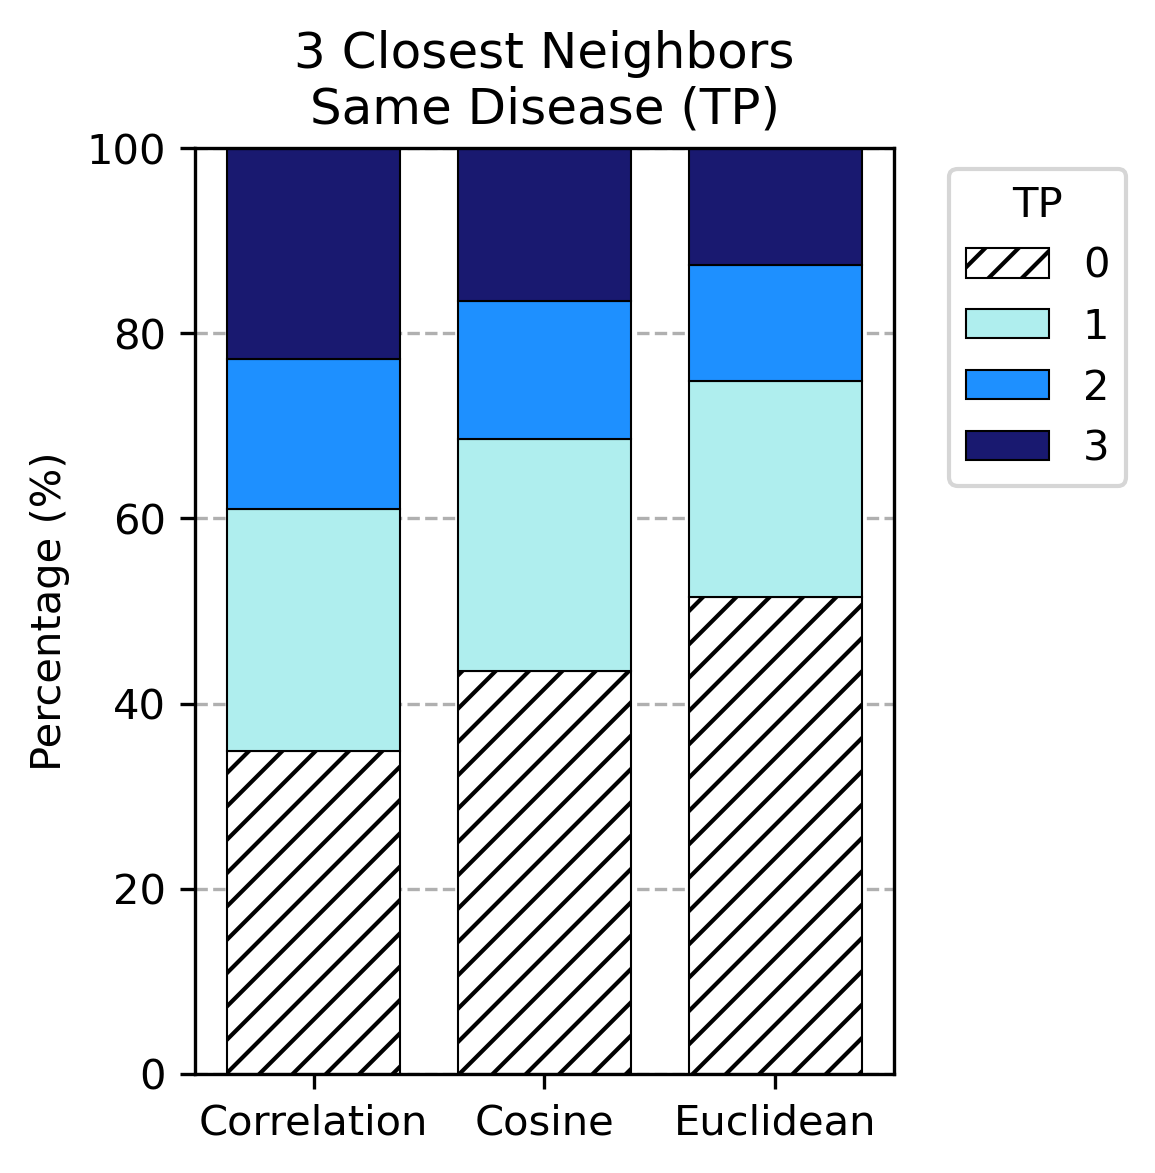 3 Closest Neighbors
Same Disease (TP)
Percentage (%)
100
80
60
40
20
0
Correlation
Cosine
Euclidean
TP
0
1
2
3